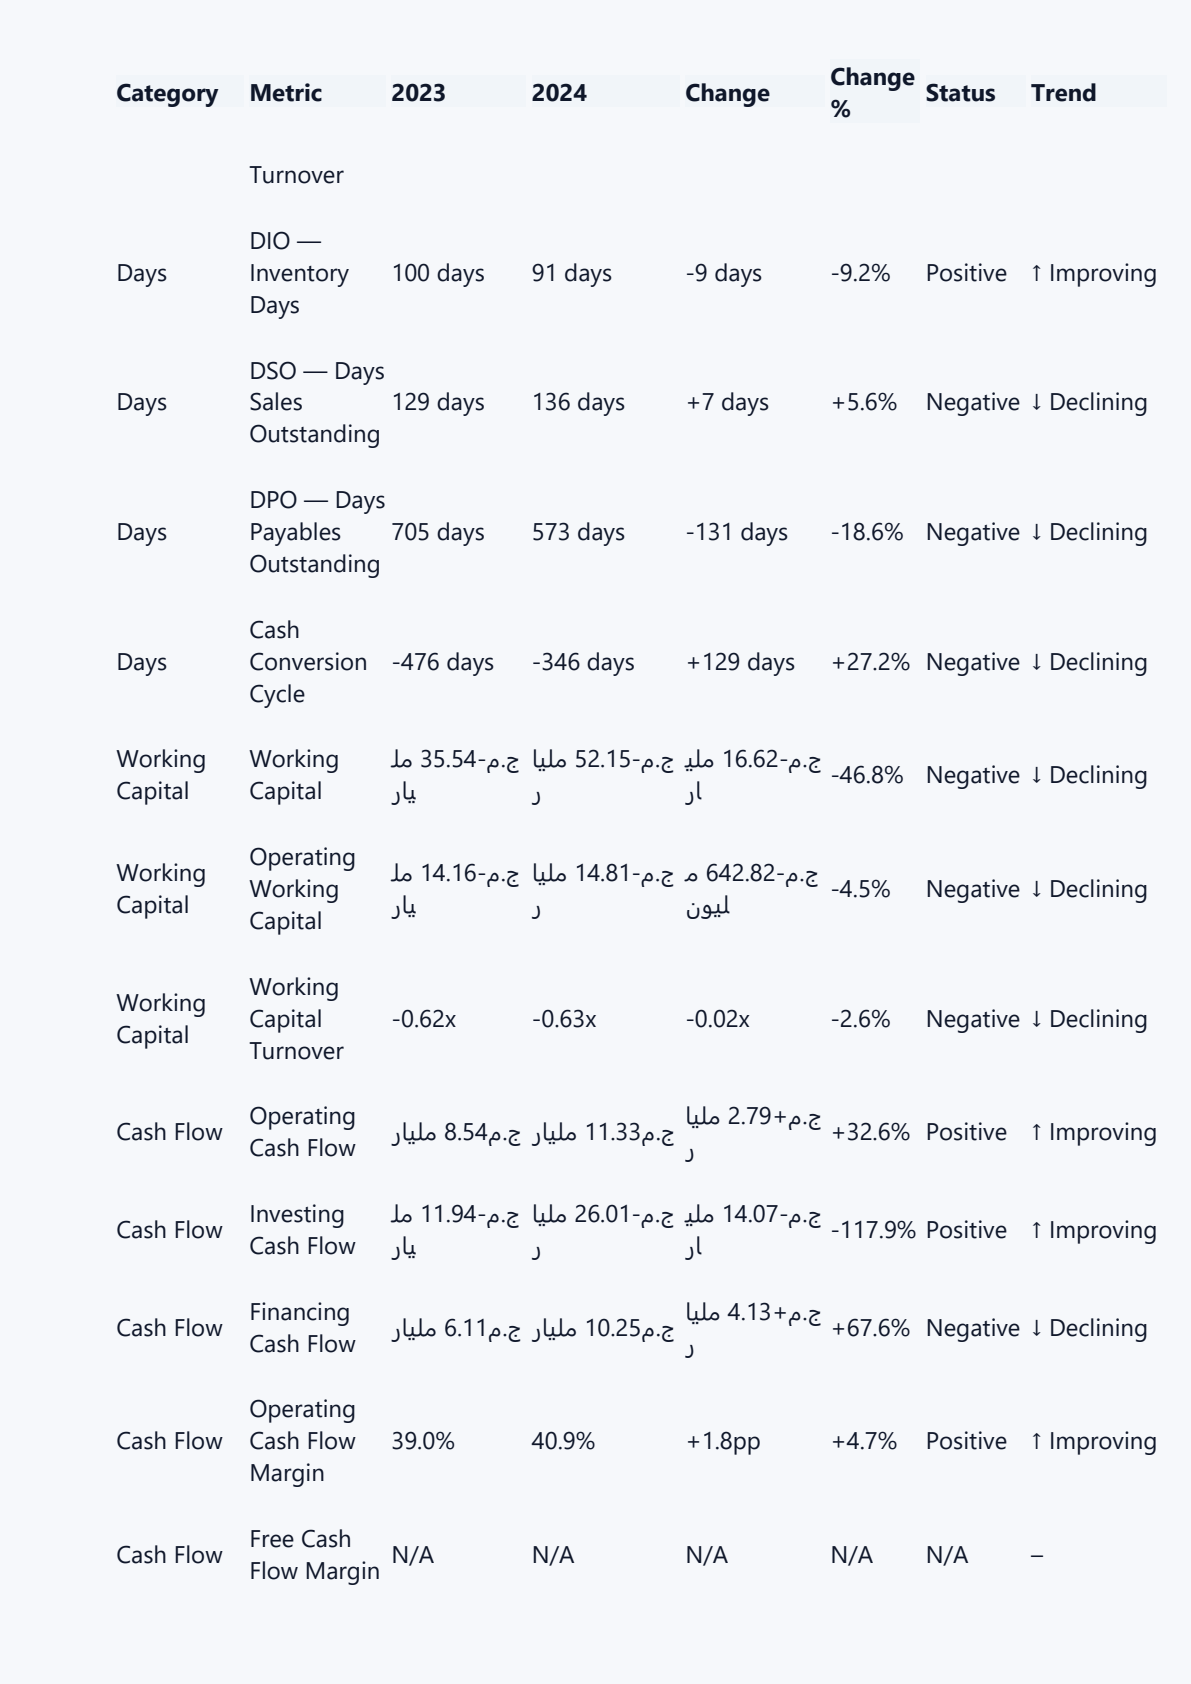 Category Metric 2023 2024 Change Change % Status Trend
Turnover
Days DIO — Inventory Days 100 days 91 days -9 days -9.2% Positive ↑ Improving
Days DSO — Days Sales Outstanding 129 days 136 days +7 days +5.6% Negative ↓ Declining
Days DPO — Days Payables Outstanding 705 days 573 days -131 days -18.6% Negative ↓ Declining
Days Cash Conversion Cycle -476 days -346 days +129 days +27.2% Negative ↓ Declining
Working Capital Working Capital ج.م-35.54 مليار ج.م-52.15 مليار ج.م-16.62 مليار -46.8% Negative ↓ Declining
Working Capital Operating Working Capital ج.م-14.16 مليار ج.م-14.81 مليار ج.م-642.82 مليون -4.5% Negative ↓ Declining
Working Capital Working Capital Turnover -0.62x -0.63x -0.02x -2.6% Negative ↓ Declining
Cash Flow Operating Cash Flow ج.م8.54 مليار ج.م11.33 مليار ج.م+2.79 مليار +32.6% Positive ↑ Improving
Cash Flow Investing Cash Flow ج.م-11.94 مليار ج.م-26.01 مليار ج.م-14.07 مليار -117.9% Positive ↑ Improving
Cash Flow Financing Cash Flow ج.م6.11 مليار ج.م10.25 مليار ج.م+4.13 مليار +67.6% Negative ↓ Declining
Cash Flow Operating Cash Flow Margin 39.0% 40.9% +1.8pp +4.7% Positive ↑ Improving
Cash Flow Free Cash Flow Margin N/A N/A N/A N/A N/A –